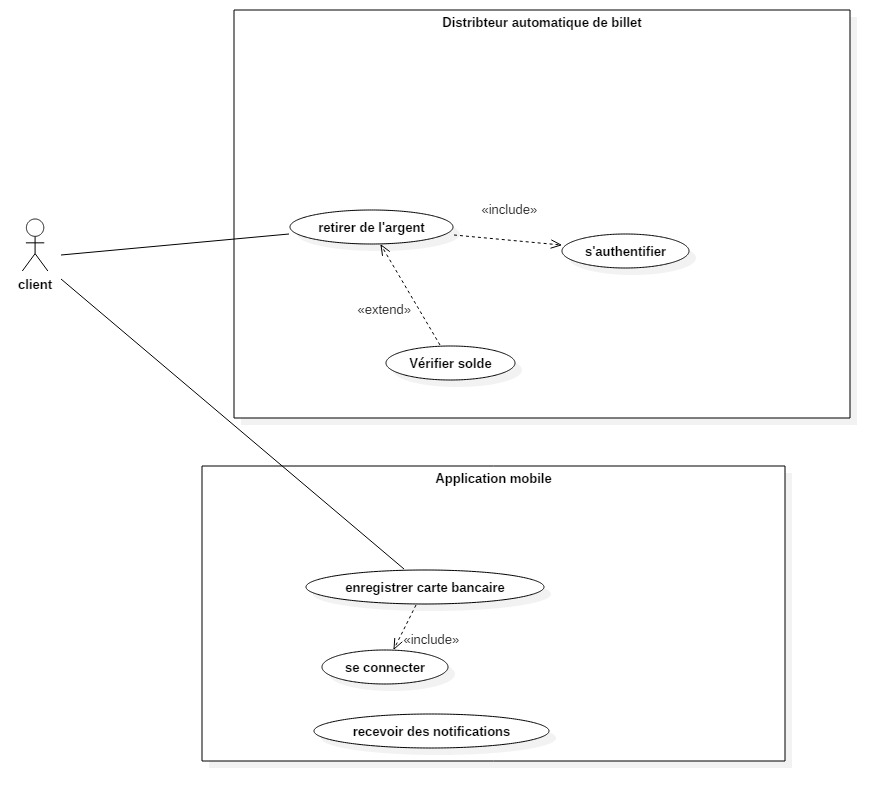 Distribteur automatique de billet
«include»
retirer de l'argent
s'authentifier
client
«extend»
Vérifier solde
Application mobile
enregistrer carte bancaire
«include»
se connecter
recevoir des notifications